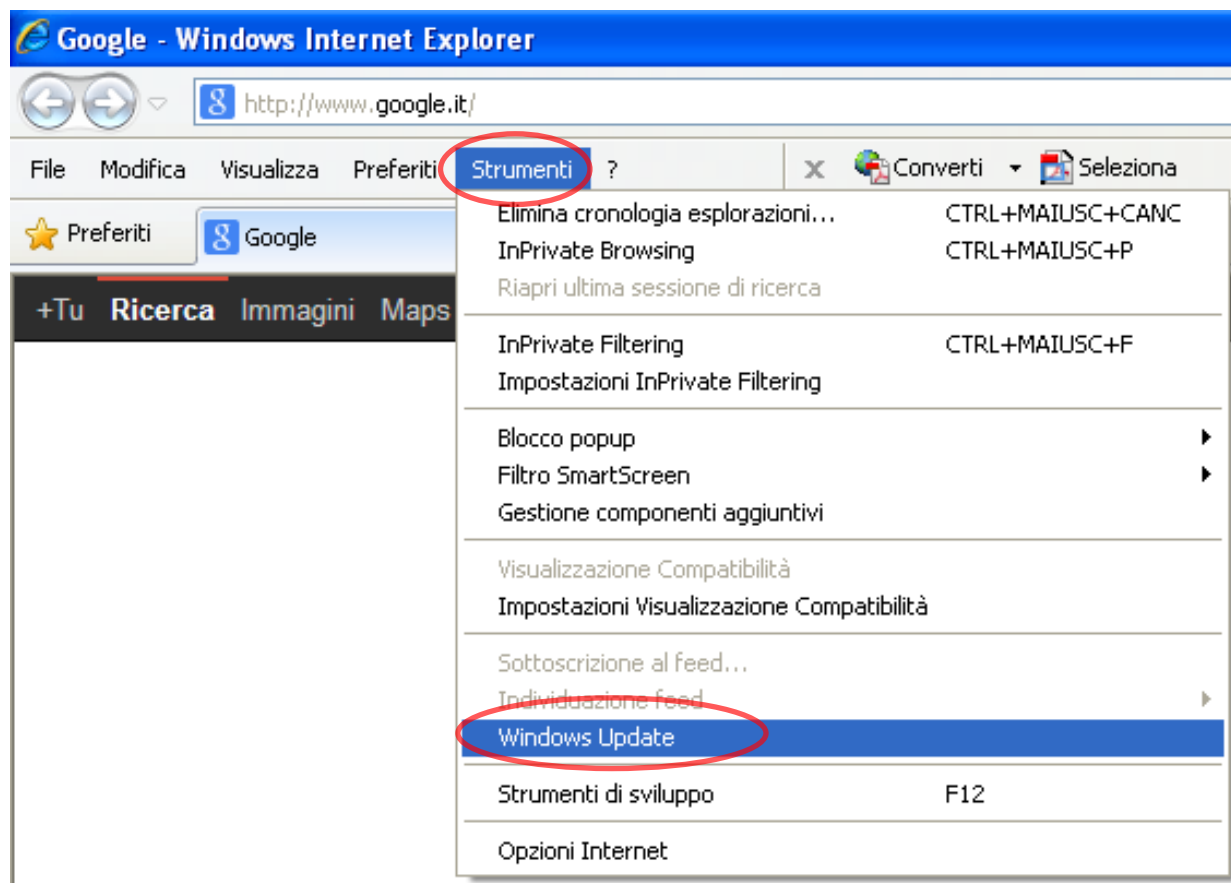 Google - Windows Internet Explorer
http://www.google.it/
File Modifica Visualizza Preferiti Strumenti ? x Converti Seleziona
Preferiti Google
+Tu Ricerca Immagini Maps
Elimina cronologia esplorazioni... CTRL+MAIUSC+CANC
InPrivate Browsing CTRL+MAIUSC+P
Riapri ultima sessione di ricerca
InPrivate Filtering CTRL+MAIUSC+F
Impostazioni InPrivate Filtering
Blocco popup
Filtro SmartScreen
Gestione componenti aggiuntivi
Visualizzazione Compatibilità
Impostazioni Visualizzazione Compatibilità
Sottoscrizione al feed...
Individuazione feed
Windows Update
Strumenti di sviluppo F12
Opzioni Internet